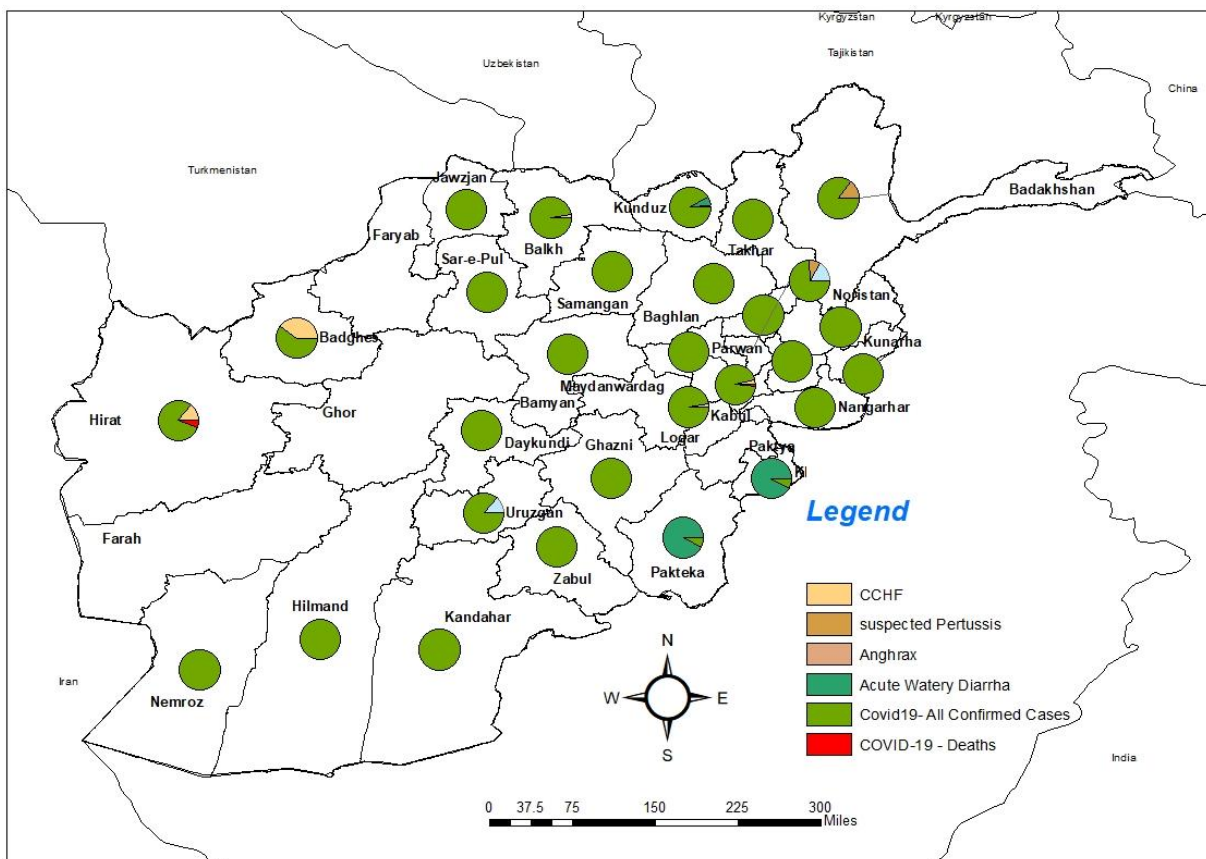 Kyrgyzstan
Kyrgyzstan
Tajikistan
Uzbekistan
China
Turkmenistan
Jawzjan
Badakhshan
Kunduz
Faryab
Balkh
Takhar
Sar-e-Pul
Samangan
Noristan
Baghlan
Badghes
Parwan
Kunarha
Maydanwardag
Bamyan
Ghor
Hirat
Kabul
Nangarhar
Logar
Daykundi
Ghazni
Paktya
Legend
Uruzgan
Farah
Pakteka
Zabul
Hilmand
Kandahar
CCHF
suspected Pertussis
Anghrax
Acute Watery Diarrha
Covid19- All Confirmed Cases
COVID-19 - Deaths
N
W
E
S
Iran
Nemroz
India
0 37.5 75 150 225 300
Miles